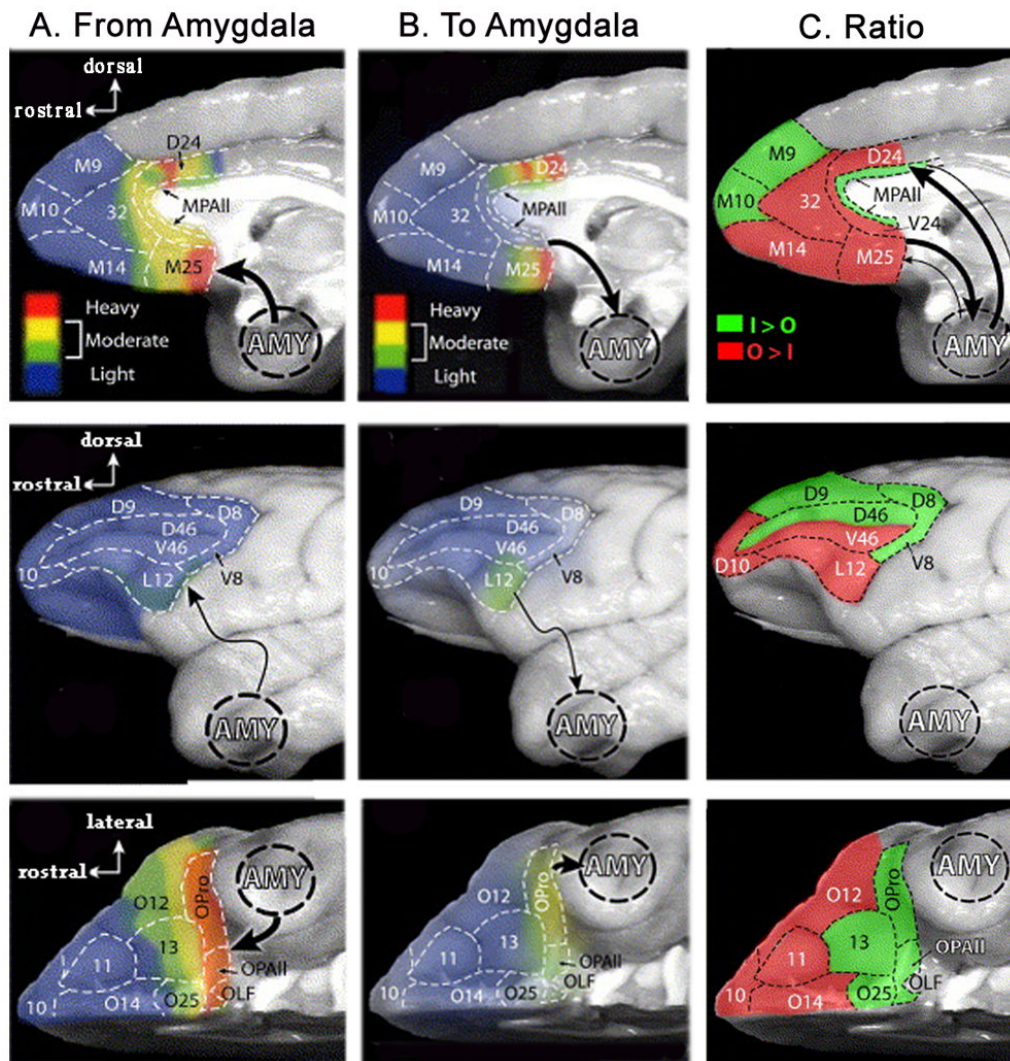 A. From Amygdala
B. To Amygdala
C. Ratio
dorsal
rostral
M9
D24
MPAll
M10
32
M14
M25
Heavy
Moderate
Light
AMY
M9
D24
MPAll
M10
32
M14
M25
Heavy
Moderate
Light
AMY
M9
D24
MPAll
M10
32
V24
M14
M25
I > O
O > I
AMY
dorsal
rostral
D9
D8
D46
V46
10
L12
V8
AMY
D9
D8
D46
V46
10
L12
V8
AMY
D9
D8
D46
V46
D10
L12
V8
AMY
lateral
rostral
AMY
OPro
O12
13
11
OPAll
OLF
10
O14
O25
AMY
OPro
O12
13
11
OPAll
OLF
10
O14
O25
AMY
OPro
O12
13
11
OPAll
OLF
10
O14
O25